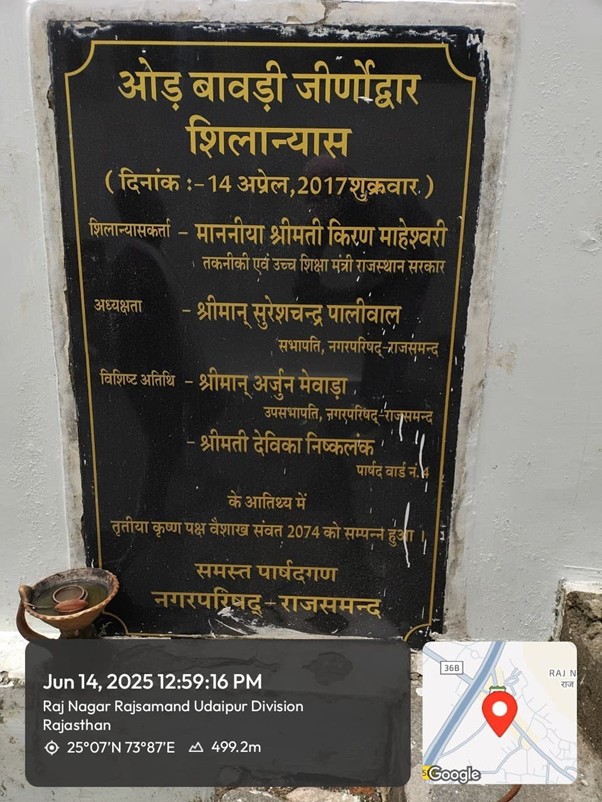 ओड़ बावड़ी जीर्णोद्वार
शिलान्यास
( दिनांक :- 14 अप्रेल,2017शुक्रवार )
शिलान्यासकर्त्ता - माननीया श्रीमती किरण माहेश्वरी
तकनीकी एवं उच्च शिक्षा मंत्री राजस्थान सरकार
अध्यक्षता - श्रीमान् सुरेशचन्द्र पालीवाल
सभापति, नगरपरिषद्-राजसमन्द
विशिष्ट अतिथि - श्रीमान् अर्जुन मेवाड़ा
उपसभापति, नगरपरिषद्-राजसमन्द
- श्रीमती देविका निष्कलंक
पार्षद वार्ड नं. 4
के आतिथ्य में
तृतीया कृष्ण पक्ष वैशाख संवत 2074 को सम्पन्न हुआ ।
समस्त पार्षदगण
नगरपरिषद् - राजसमन्द
Jun 14, 2025 12:59:16 PM
Raj Nagar Rajsamand Udaipur Division
Rajasthan
25°07'N 73°87'E 499.2m
36B
RAJ N
राज
Google